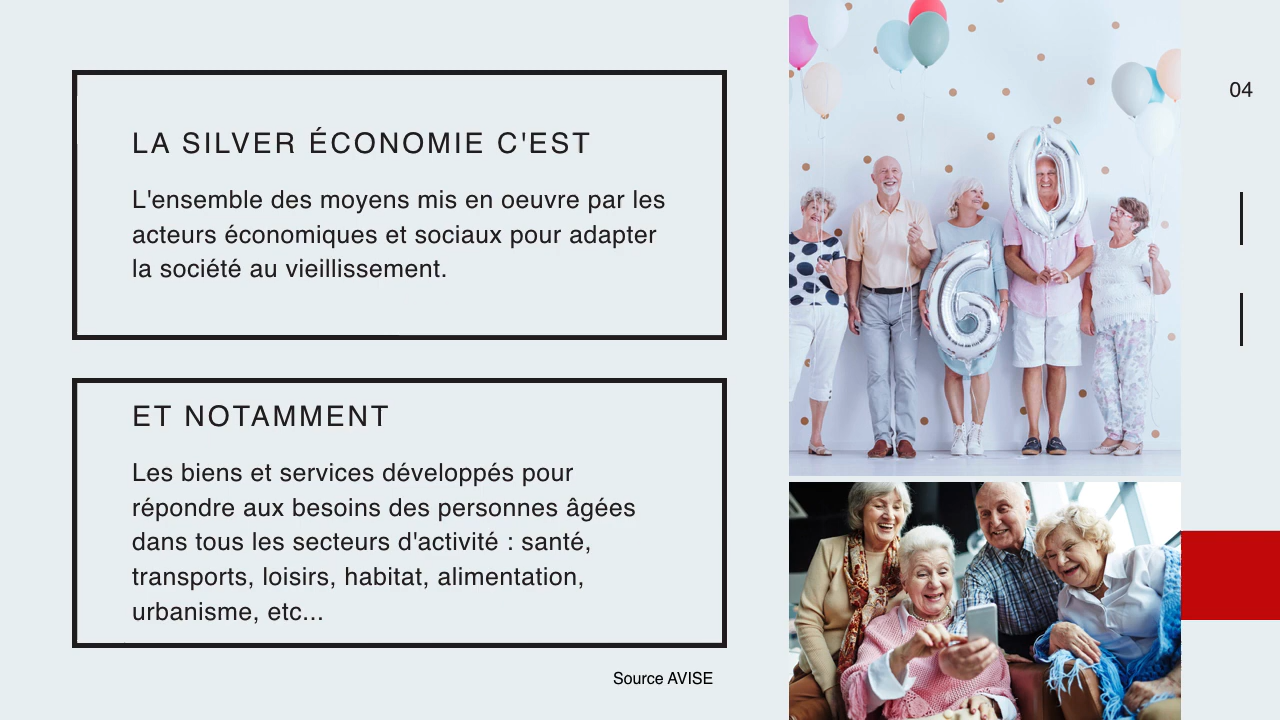 LA SILVER ÉCONOMIE C'EST
L'ensemble des moyens mis en oeuvre par les
acteurs économiques et sociaux pour adapter
la société au vieillissement.
ET NOTAMMENT
Les biens et services développés pour
répondre aux besoins des personnes âgées
dans tous les secteurs d'activité : santé,
transports, loisirs, habitat, alimentation,
urbanisme, etc...
Source AVISE
6
0
04